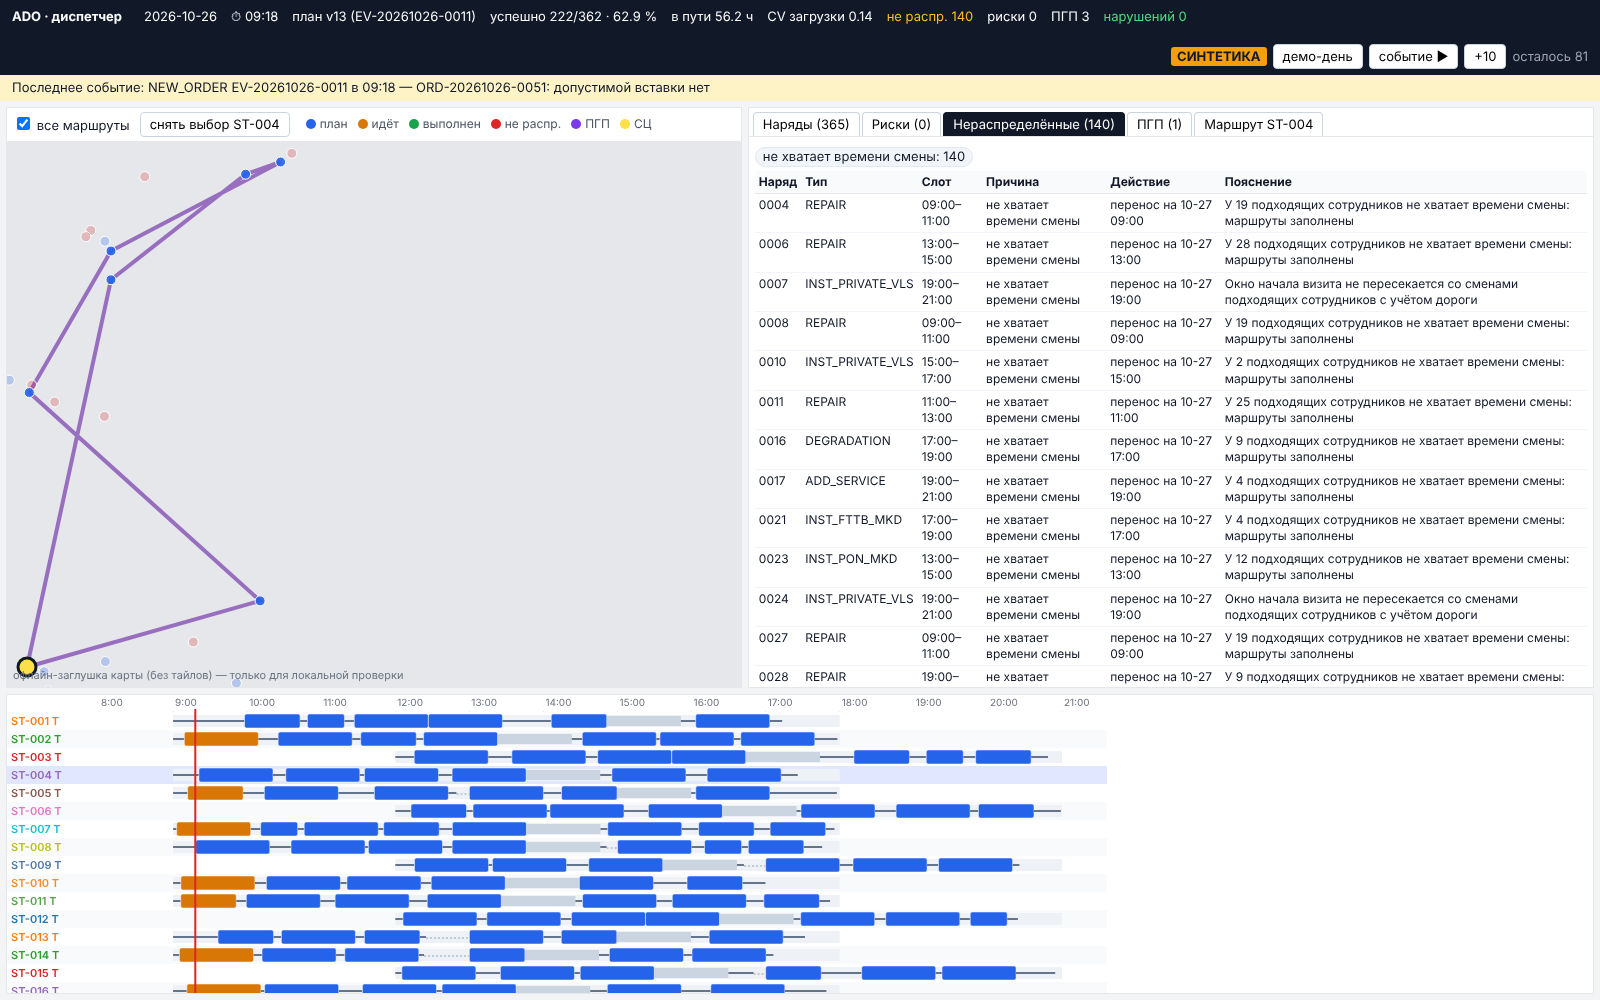 ADO · диспетчер 2026-10-26 ⏱ 09:18 план v13 (EV-20261026-0011) успешно 222/362 · 62.9 % в пути 56.2 ч CV загрузки 0.14 не распр. 140 риски 0 ПГП 3 нарушений 0
СИНТЕТИКА демо-день событие ▶ +10 осталось 81
Последнее событие: NEW_ORDER EV-20261026-0011 в 09:18 — ORD-20261026-0051: допустимой вставки нет
все маршруты снять выбор ST-004 план идёт выполнен не распр. ПГП СЦ
офлайн-заглушка карты (без тайлов) — только для локальной проверки
Наряды (365) Риски (0) Нераспределённые (140) ПГП (1) Маршрут ST-004
не хватает времени смены: 140
Наряд Тип Слот Причина Действие Пояснение
0004 REPAIR 09:00– не хватает перенос на 10-27 У 19 подходящих сотрудников не хватает времени смены:
11:00 времени смены 09:00 маршруты заполнены
0006 REPAIR 13:00– не хватает перенос на 10-27 У 28 подходящих сотрудников не хватает времени смены:
15:00 времени смены 13:00 маршруты заполнены
0007 INST_PRIVATE_VLS 19:00– не хватает перенос на 10-27 Окно начала визита не пересекается со сменами
21:00 времени смены 19:00 подходящих сотрудников с учётом дороги
0008 REPAIR 09:00– не хватает перенос на 10-27 У 19 подходящих сотрудников не хватает времени смены:
11:00 времени смены 09:00 маршруты заполнены
0010 INST_PRIVATE_VLS 15:00– не хватает перенос на 10-27 У 2 подходящих сотрудников не хватает времени смены:
17:00 времени смены 15:00 маршруты заполнены
0011 REPAIR 11:00– не хватает перенос на 10-27 У 25 подходящих сотрудников не хватает времени смены:
13:00 времени смены 11:00 маршруты заполнены
0016 DEGRADATION 17:00– не хватает перенос на 10-27 У 9 подходящих сотрудников не хватает времени смены:
19:00 времени смены 17:00 маршруты заполнены
0017 ADD_SERVICE 19:00– не хватает перенос на 10-27 У 4 подходящих сотрудников не хватает времени смены:
21:00 времени смены 19:00 маршруты заполнены
0021 INST_FTTB_MKD 17:00– не хватает перенос на 10-27 У 4 подходящих сотрудников не хватает времени смены:
19:00 времени смены 17:00 маршруты заполнены
0023 INST_PON_MKD 13:00– не хватает перенос на 10-27 У 12 подходящих сотрудников не хватает времени смены:
15:00 времени смены 13:00 маршруты заполнены
0024 INST_PRIVATE_VLS 19:00– не хватает перенос на 10-27 Окно начала визита не пересекается со сменами
21:00 времени смены 19:00 подходящих сотрудников с учётом дороги
0027 REPAIR 09:00– не хватает перенос на 10-27 У 19 подходящих сотрудников не хватает времени смены:
11:00 времени смены 09:00 маршруты заполнены
0028 REPAIR 19:00– не хватает перенос на 10-27 У 9 подходящих сотрудников не хватает времени смены:
8:00 9:00 10:00 11:00 12:00 13:00 14:00 15:00 16:00 17:00 18:00 19:00 20:00 21:00
ST-001 T
ST-002 T
ST-003 T
ST-004 T
ST-005 T
ST-006 T
ST-007 T
ST-008 T
ST-009 T
ST-010 T
ST-011 T
ST-012 T
ST-013 T
ST-014 T
ST-015 T
ST-016 T